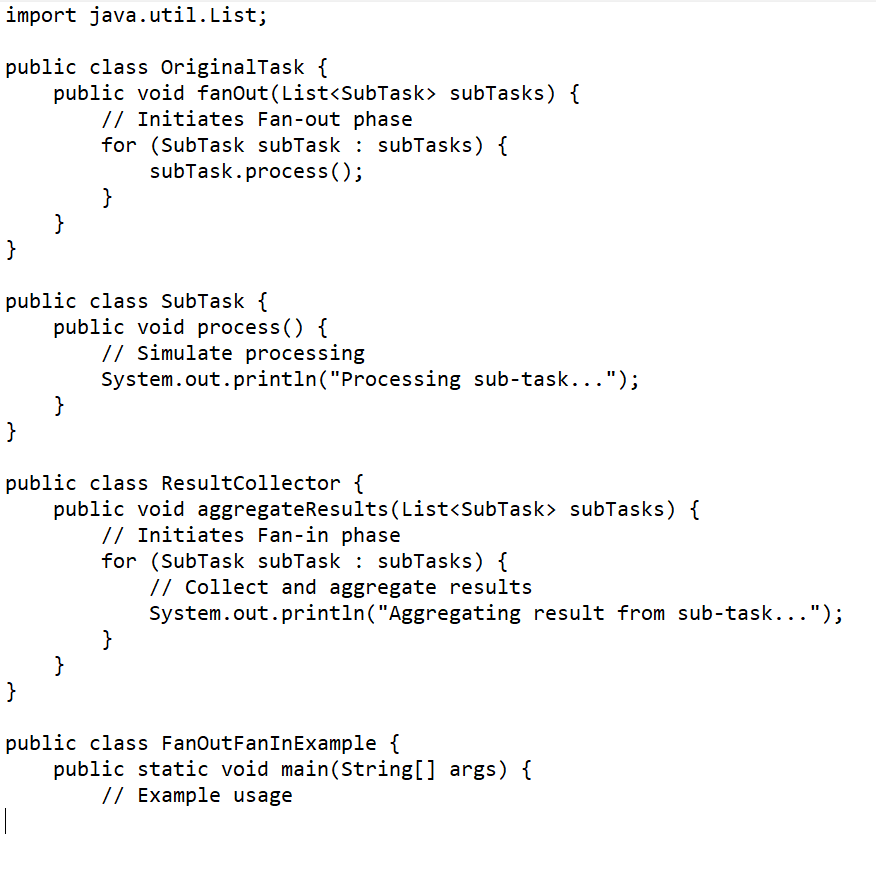 import java.util.List;

public class OriginalTask {
    public void fanOut(List<SubTask> subTasks) {
        // Initiates Fan-out phase
        for (SubTask subTask : subTasks) {
            subTask.process();
        }
    }
}

public class SubTask {
    public void process() {
        // Simulate processing
        System.out.println("Processing sub-task...");
    }
}

public class ResultCollector {
    public void aggregateResults(List<SubTask> subTasks) {
        // Initiates Fan-in phase
        for (SubTask subTask : subTasks) {
            // Collect and aggregate results
            System.out.println("Aggregating result from sub-task...");
        }
    }
}

public class FanOutFanInExample {
    public static void main(String[] args) {
        // Example usage